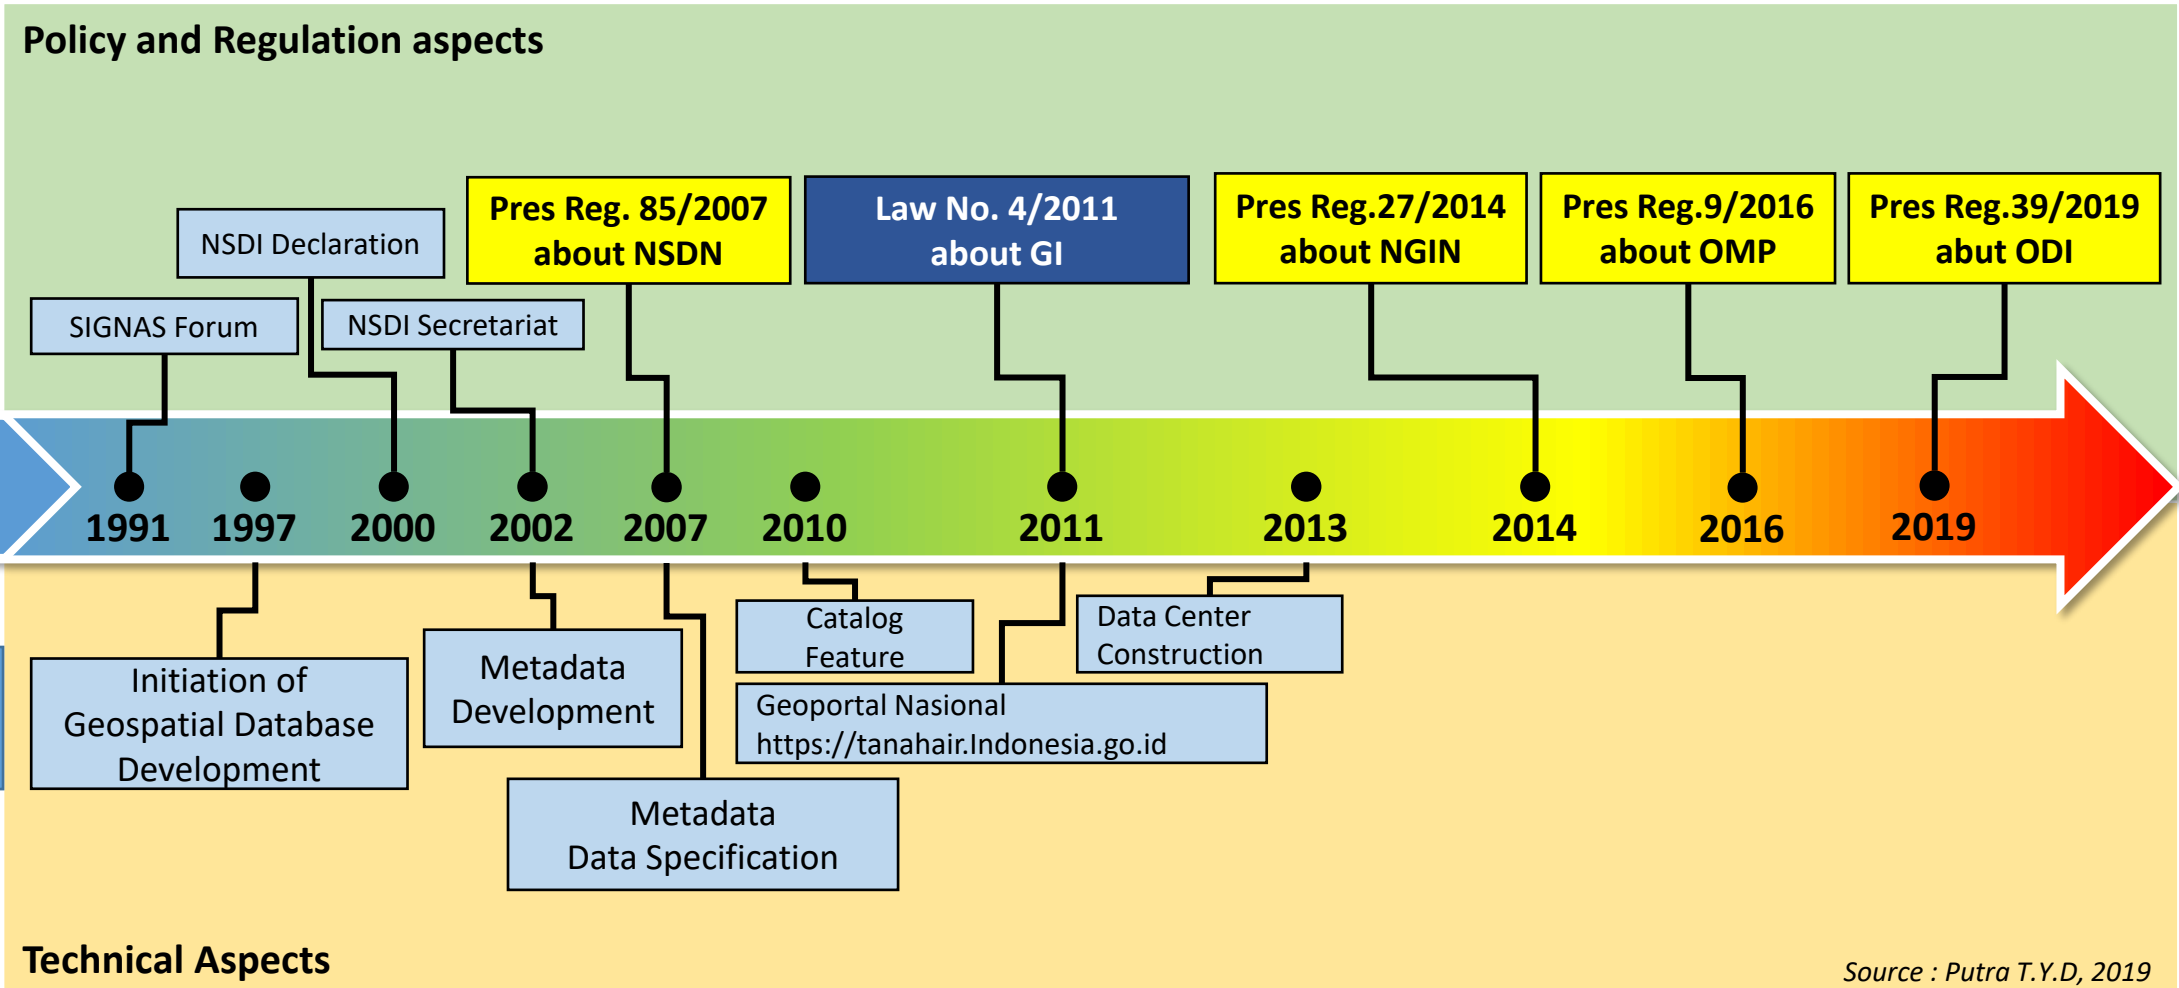 Policy and Regulation aspects
SIGNAS Forum
NSDI Declaration
NSDI Secretariat
Pres Reg. 85/2007
about NSDN
Law No. 4/2011
about GI
Pres Reg.27/2014
about NGIN
Pres Reg.9/2016
about OMP
Pres Reg.39/2019
abut ODI
1991
1997
2000
2002
2007
2010
2011
2013
2014
2016
2019
Initiation of
Geospatial Database
Development
Metadata
Development
Metadata
Data Specification
Catalog
Feature
Geoportal Nasional
https://tanahair.Indonesia.go.id
Data Center
Construction
Technical Aspects
Source : Putra T.Y.D, 2019